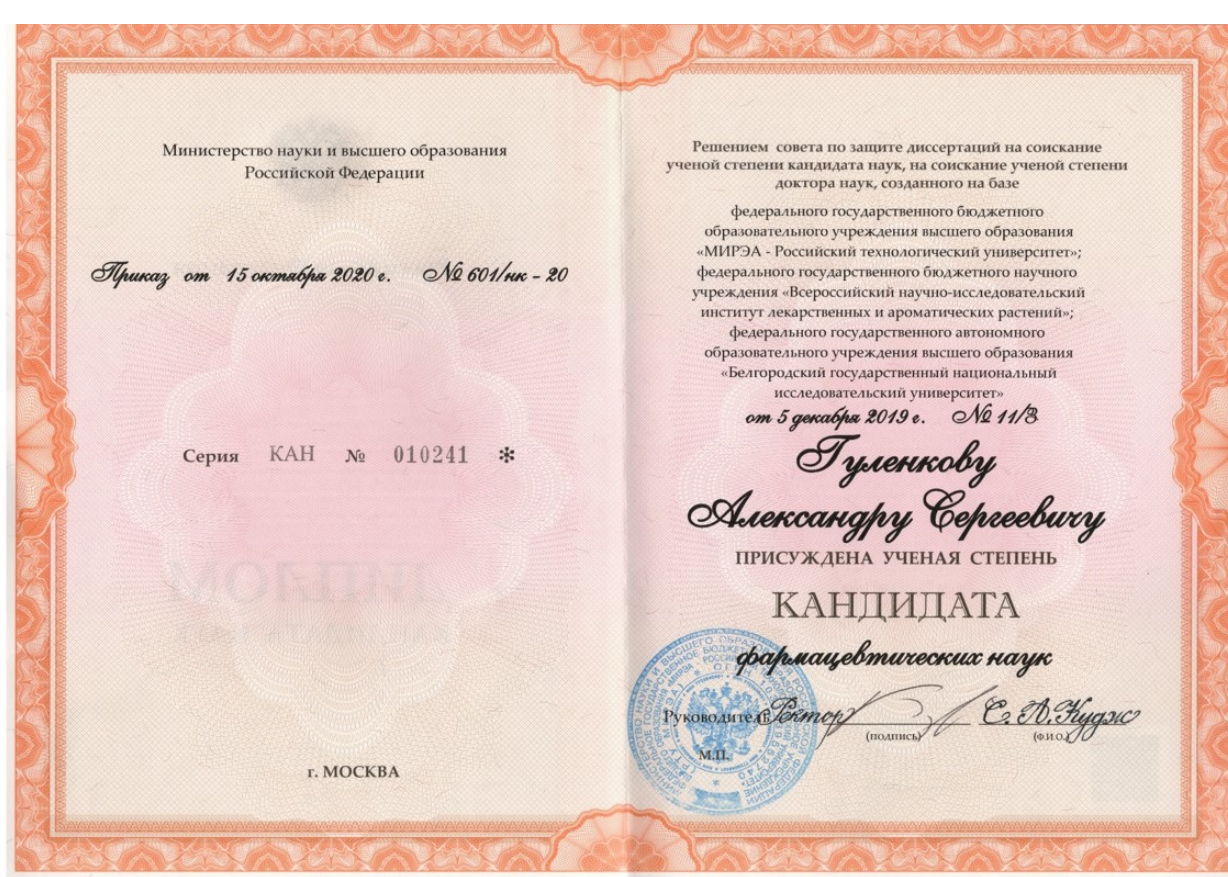 Министерство науки и высшего образования
Российской Федерации
Приказ от 15 октября 2020 г. № 601/нк - 20
Серия КАН № 010241 *
г. МОСКВА
Решением совета по защите диссертаций на соискание
ученой степени кандидата наук, на соискание ученой степени
доктора наук, созданного на базе
федерального государственного бюджетного
образовательного учреждения высшего образования
«МИРЭА - Российский технологический университет»;
федерального государственного бюджетного научного
учреждения «Всероссийский научно-исследовательский
институт лекарственных и ароматических растений»;
федерального государственного автономного
образовательного учреждения высшего образования
«Белгородский государственный национальный
исследовательский университет»
от 5 декабря 2019 г. № 11/З
Гуленкову
Александру Сергеевичу
ПРИСУЖДЕНА УЧЕНАЯ СТЕПЕНЬ
КАНДИДАТА
фармацевтических наук
Руководитель Ректор С. А. Кудж
(подпись) (Ф.И.О.)
М.П.